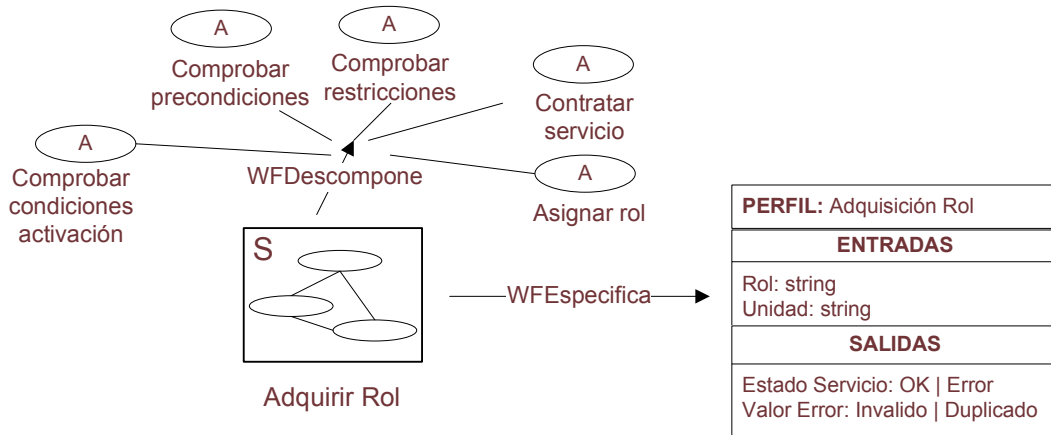 A
Comprobar
precondiciones
A
Comprobar
restricciones
A
Contratar
servicio
A
Comprobar
condiciones
activación
WFDescompone
A
Asignar rol
S
Adquirir Rol
WFEspecifica
PERFIL: Adquisición Rol
ENTRADAS
Rol: string
Unidad: string
SALIDAS
Estado Servicio: OK | Error
Valor Error: Invalido | Duplicado